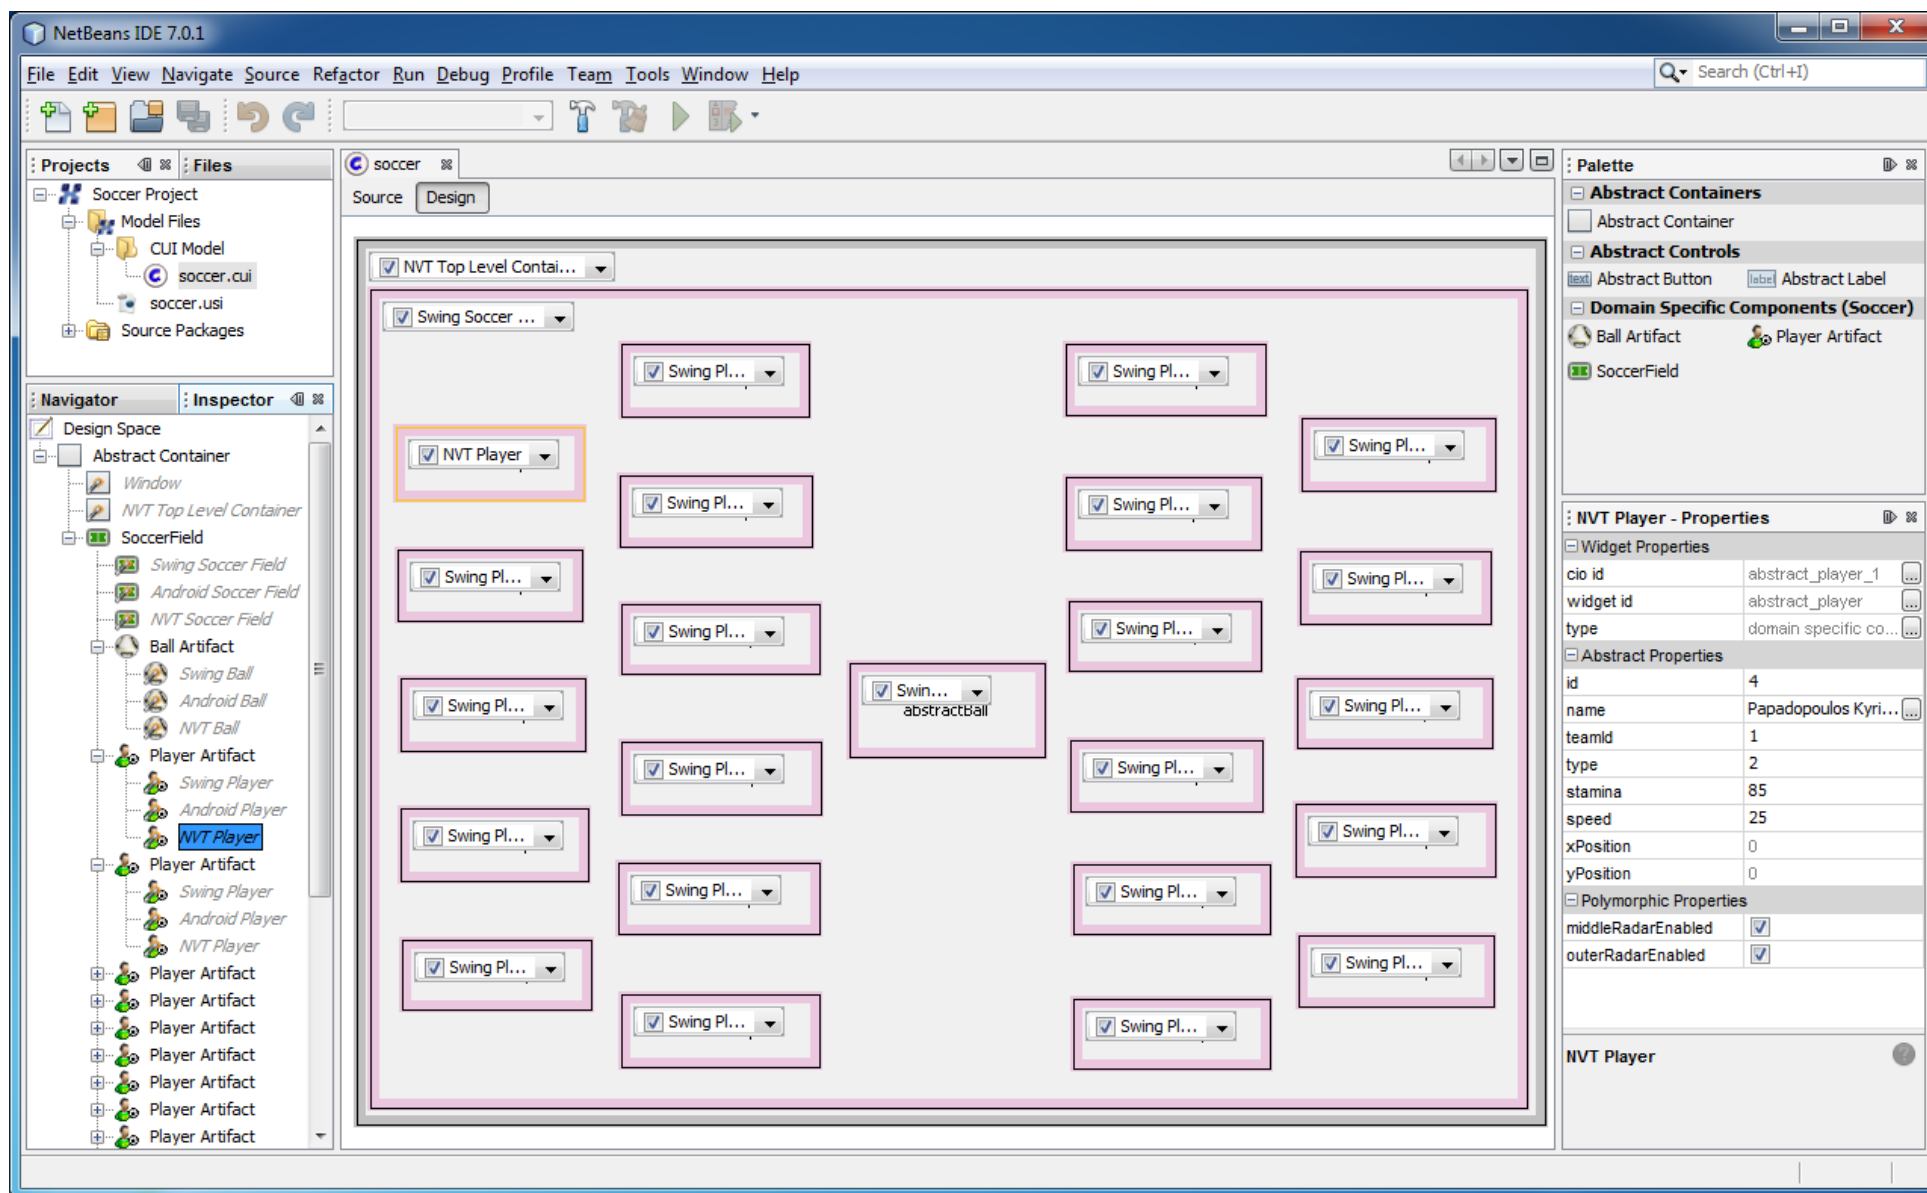 NetBeans IDE 7.0.1
File Edit View Navigate Source Refactor Run Debug Profile Team Tools Window Help
Search (Ctrl+I)
Projects
Files
Soccer Project
Model Files
CUI Model
soccer.cui
soccer.usi
Source Packages
Navigator
Inspector
Design Space
Abstract Container
Window
NVT Top Level Container
SoccerField
Swing Soccer Field
Android Soccer Field
NVT Soccer Field
Ball Artifact
Swing Ball
Android Ball
NVT Ball
Player Artifact
Swing Player
Android Player
NVT Player
Player Artifact
Swing Player
Android Player
NVT Player
Player Artifact
Player Artifact
Player Artifact
Player Artifact
Player Artifact
Player Artifact
Player Artifact
soccer
Source Design
NVT Top Level Contai...
Swing Soccer ...
NVT Player
Swing Pl...
Swing Pl...
Swing Pl...
Swing Pl...
Swing Pl...
Swing Pl...
Swing Pl...
Swing Pl...
Swing Pl...
Swing Pl...
Swin...
abstractBall
Swing Pl...
Swing Pl...
Swing Pl...
Swing Pl...
Swing Pl...
Swing Pl...
Swing Pl...
Swing Pl...
Swing Pl...
Swing Pl...
Swing Pl...
Palette
Abstract Containers
Abstract Container
Abstract Controls
text Abstract Button
label Abstract Label
Domain Specific Components (Soccer)
Ball Artifact
Player Artifact
SoccerField
NVT Player - Properties
Widget Properties
cio id abstract_player_1 ...
widget id abstract_player ...
type domain specific co... ...
Abstract Properties
id 4
name Papadopoulos Kyri... ...
teamId 1
type 2
stamina 85
speed 25
xPosition 0
yPosition 0
Polymorphic Properties
middleRadarEnabled
outerRadarEnabled
NVT Player